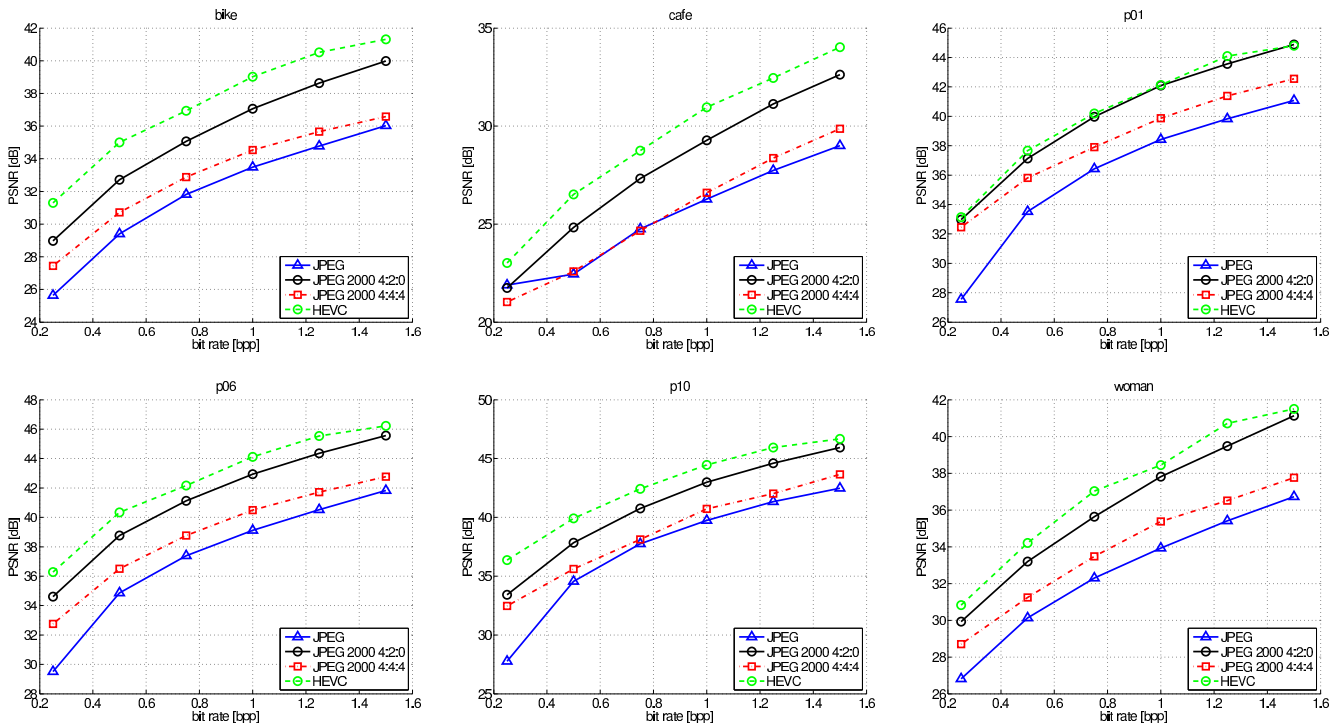 bike
42
40
38
36
34
32
30
28
26
24
PSNR [dB]
0.2 0.4 0.6 0.8 1 1.2 1.4 1.6
bit rate [bpp]
JPEG
JPEG 2000 4:2:0
JPEG 2000 4:4:4
HEVC
cafe
35
30
25
20
PSNR [dB]
0.2 0.4 0.6 0.8 1 1.2 1.4 1.6
bit rate [bpp]
JPEG
JPEG 2000 4:2:0
JPEG 2000 4:4:4
HEVC
p01
46
44
42
40
38
36
34
32
30
28
26
PSNR [dB]
0.2 0.4 0.6 0.8 1 1.2 1.4 1.6
bit rate [bpp]
JPEG
JPEG 2000 4:2:0
JPEG 2000 4:4:4
HEVC
p06
48
46
44
42
40
38
36
34
32
30
28
PSNR [dB]
0.2 0.4 0.6 0.8 1 1.2 1.4 1.6
bit rate [bpp]
JPEG
JPEG 2000 4:2:0
JPEG 2000 4:4:4
HEVC
p10
50
45
40
35
30
25
PSNR [dB]
0.2 0.4 0.6 0.8 1 1.2 1.4 1.6
bit rate [bpp]
JPEG
JPEG 2000 4:2:0
JPEG 2000 4:4:4
HEVC
woman
42
40
38
36
34
32
30
28
26
PSNR [dB]
0.2 0.4 0.6 0.8 1 1.2 1.4 1.6
bit rate [bpp]
JPEG
JPEG 2000 4:2:0
JPEG 2000 4:4:4
HEVC